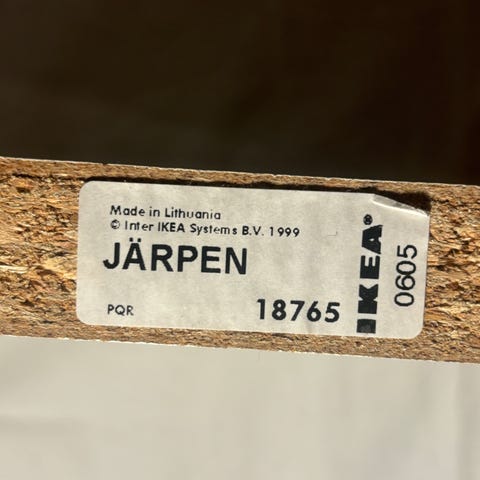 Made in Lithuania
© Inter IKEA Systems B.V. 1999
JÄRPEN
PQR
18765
IKEA®
0605